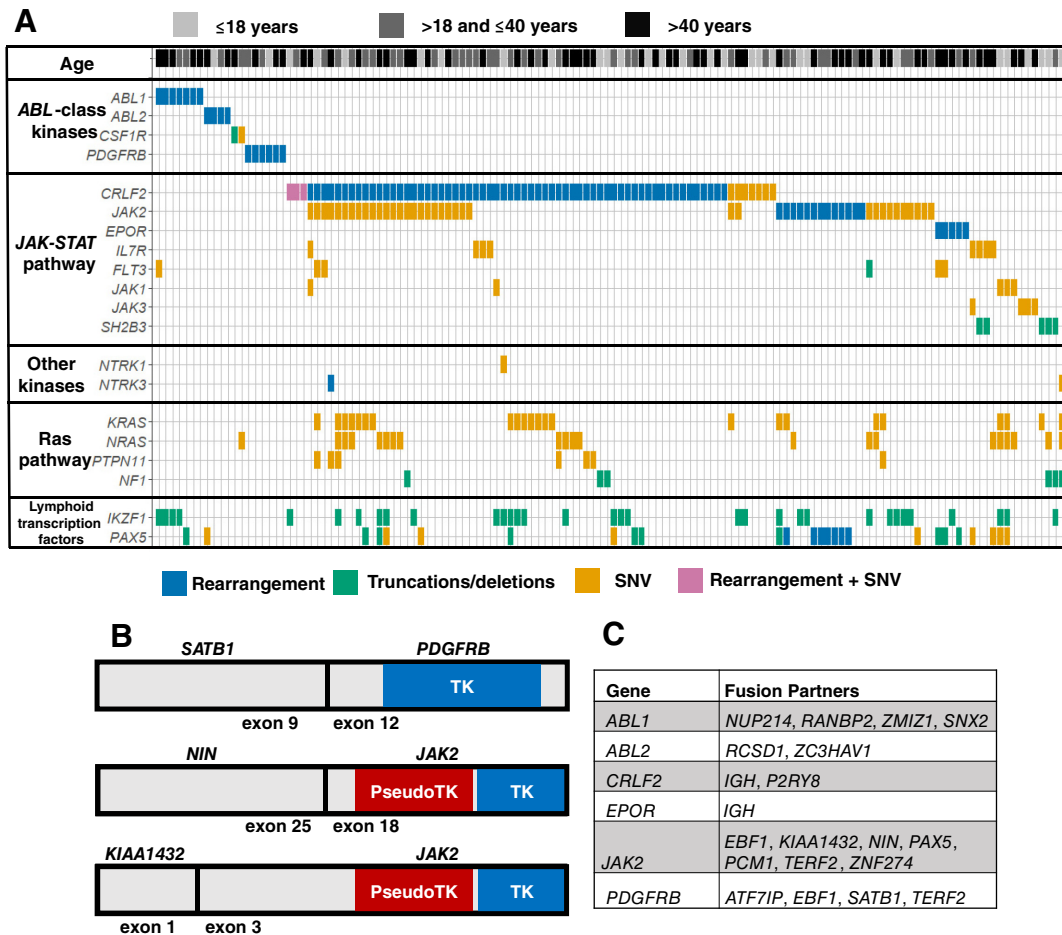 A
≤18 years >18 and ≤40 years >40 years
Age
ABL-class kinases
ABL1
ABL2
CSF1R
PDGFRB
JAK-STAT pathway
CRLF2
JAK2
EPOR
IL7R
FLT3
JAK1
JAK3
SH2B3
Other kinases
NTRK1
NTRK3
Ras pathway
KRAS
NRAS
PTPN11
NF1
Lymphoid transcription factors
IKZF1
PAX5
Rearrangement Truncations/deletions SNV Rearrangement + SNV
B
SATB1 PDGFRB
TK
exon 9 exon 12
NIN JAK2
PseudoTK TK
exon 25 exon 18
KIAA1432 JAK2
PseudoTK TK
exon 1 exon 3
C
Gene Fusion Partners
ABL1 NUP214, RANBP2, ZMIZ1, SNX2
ABL2 RCSD1, ZC3HAV1
CRLF2 IGH, P2RY8
EPOR IGH
JAK2 EBF1, KIAA1432, NIN, PAX5,
PCM1, TERF2, ZNF274
PDGFRB ATF7IP, EBF1, SATB1, TERF2